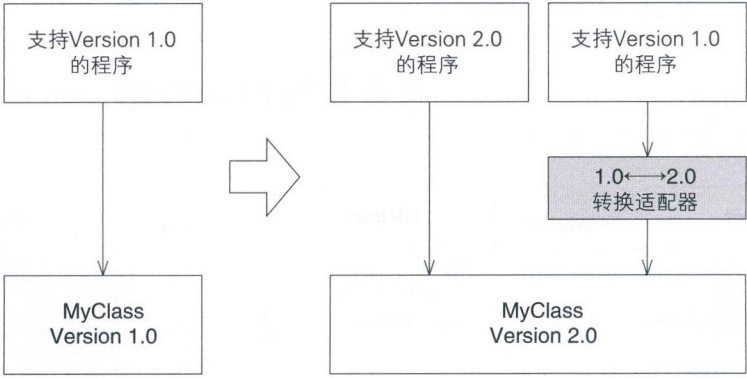 支持Version 1.0
的程序
MyClass
Version 1.0
支持Version 2.0
的程序
支持Version 1.0
的程序
1.0⟷2.0
转换适配器
MyClass
Version 2.0